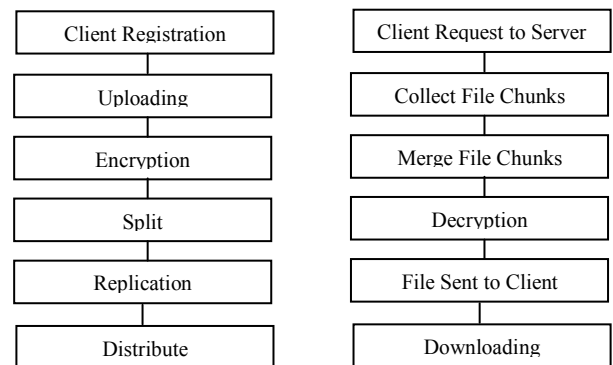 Client Registration
Uploading
Encryption
Split
Replication
Distribute
Client Request to Server
Collect File Chunks
Merge File Chunks
Decryption
File Sent to Client
Downloading